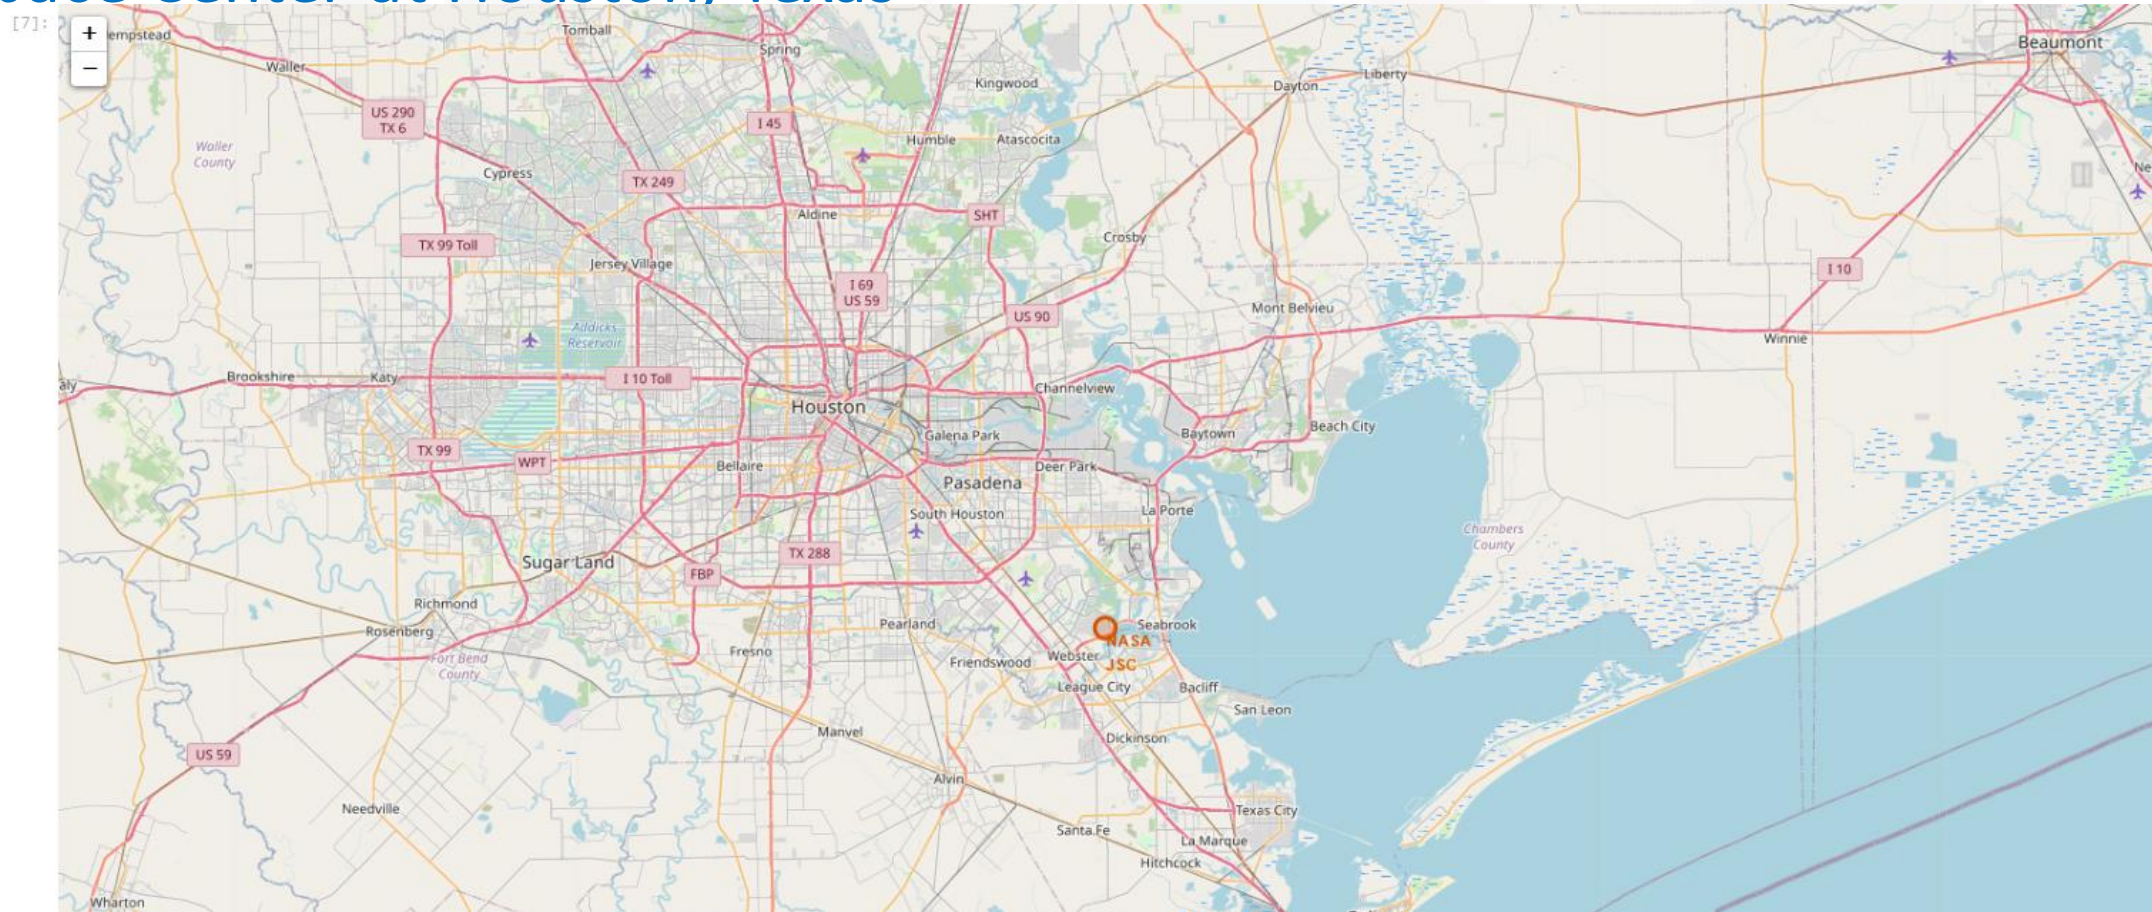 Center at Houston, Texas
[7]:
+
−
Tomball
Spring
Waller
Kingwood
Beaumont
Liberty
Dayton
US 290
TX 6
I 45
Humble
Atascocita
Waller
County
Cypress
TX 249
Aldine
SHT
Crosby
TX 99 Toll
Jersey Village
I 10
I 69
US 59
US 90
Mont Belvieu
Addicks
Reservoir
Winnie
Brookshire
Katy
I 10 Toll
Channelview
Houston
Galena Park
Baytown
Beach City
TX 99
WPT
Bellaire
Deer Park
Pasadena
South Houston
La Porte
Chambers
County
TX 288
Sugar Land
FBP
Richmond
Rosenberg
Pearland
Seabrook
NASA
JSC
Fresno
Friendswood
Webster
Fort Bend
County
League City
Bacliff
San Leon
Manvel
Dickinson
US 59
Alvin
Needville
Texas City
Santa Fe
La Marque
Hitchcock
Wharton